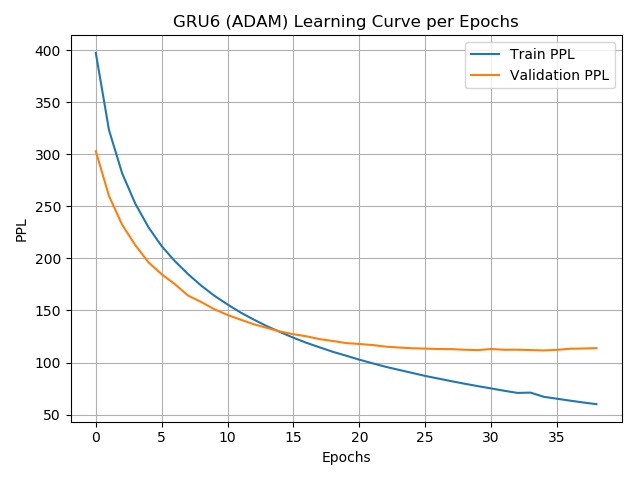 GRU6 (ADAM) Learning Curve per Epochs
Train PPL
Validation PPL
PPL
400
350
300
250
200
150
100
50
0 5 10 15 20 25 30 35
Epochs